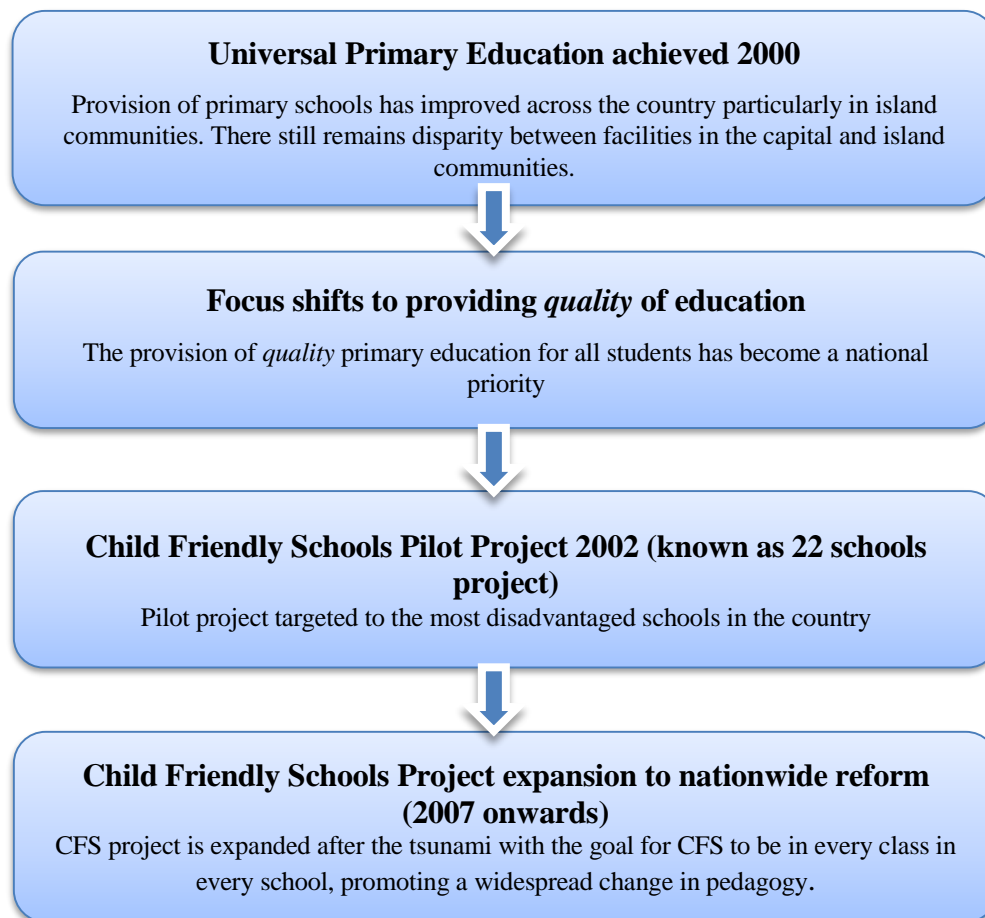 Universal Primary Education achieved 2000
Provision of primary schools has improved across the country particularly in island
communities. There still remains disparity between facilities in the capital and island
communities.
Focus shifts to providing quality of education
The provision of quality primary education for all students has become a national
priority
Child Friendly Schools Pilot Project 2002 (known as 22 schools
project)
Pilot project targeted to the most disadvantaged schools in the country
Child Friendly Schools Project expansion to nationwide reform
(2007 onwards)
CFS project is expanded after the tsunami with the goal for CFS to be in every class in
every school, promoting a widespread change in pedagogy.